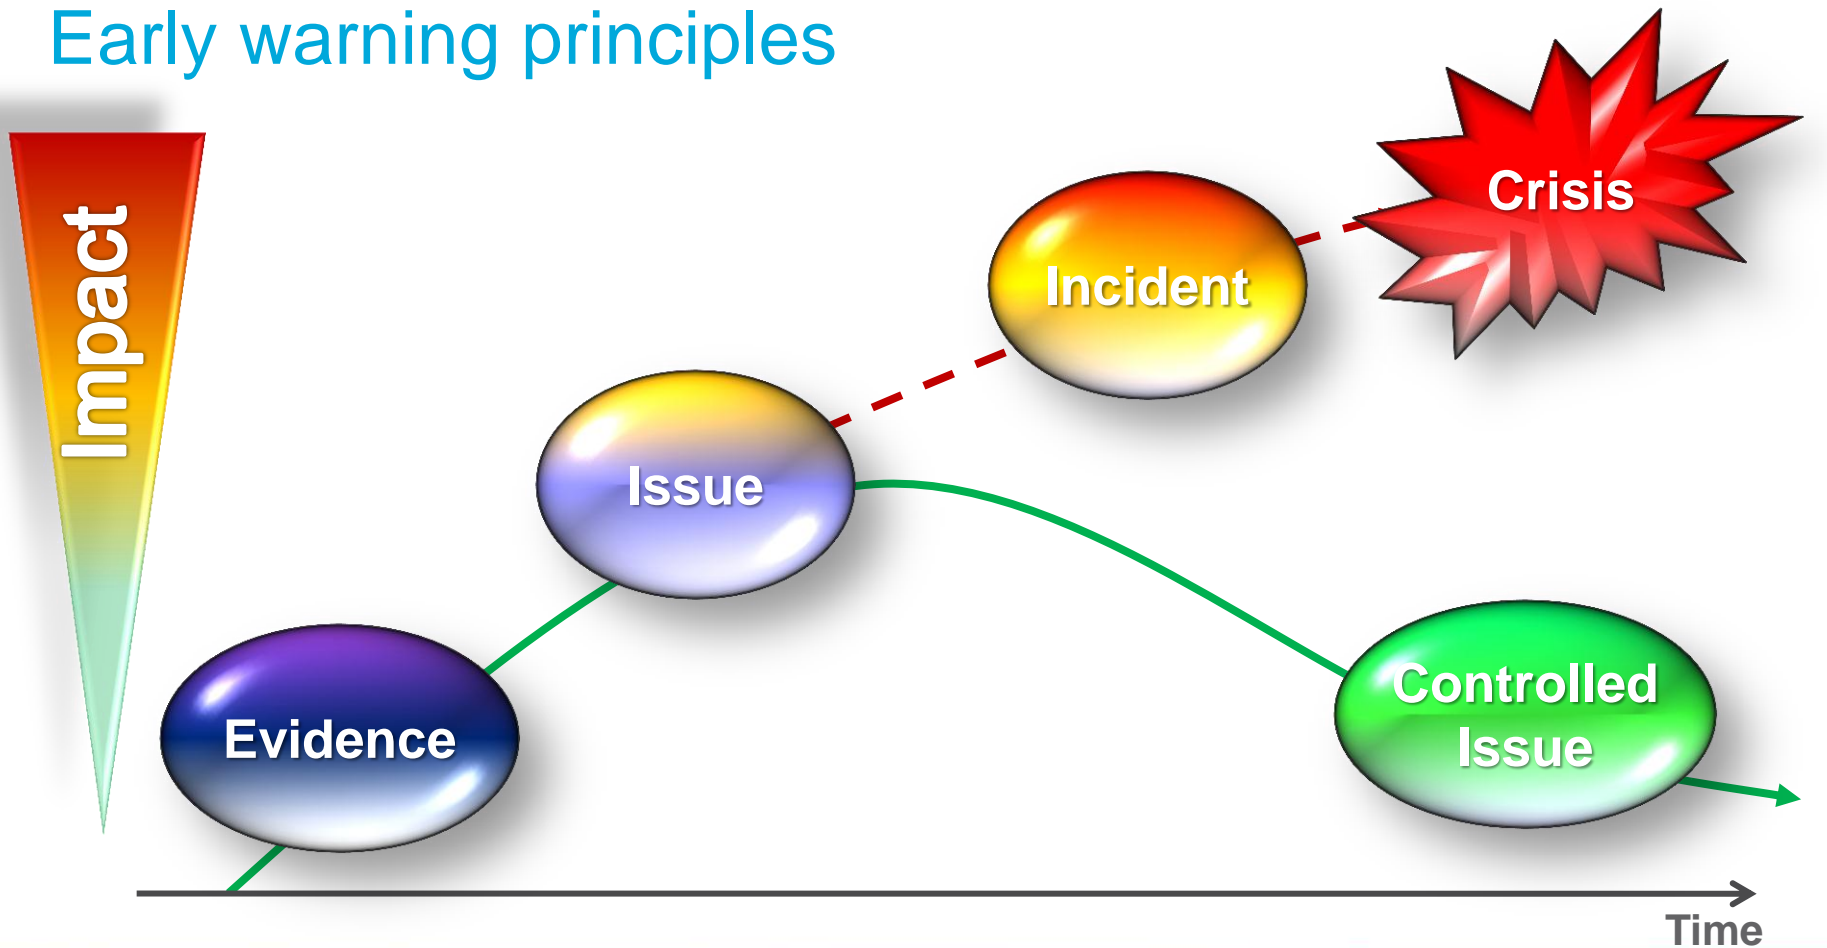 Early warning principles
Impact
Crisis
Incident
Issue
Evidence
Controlled
Issue
Time